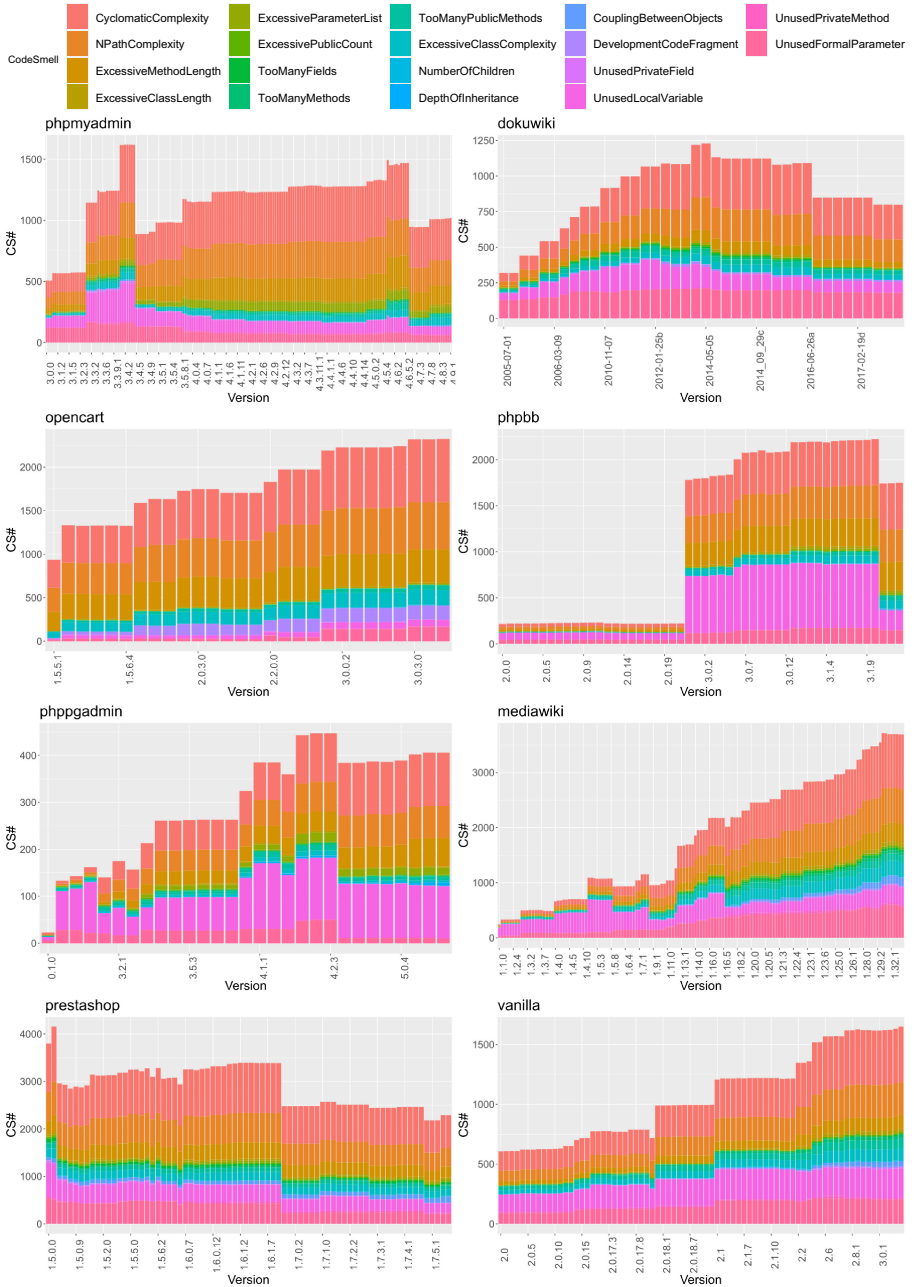 CodeSmell
CyclomaticComplexity
NPathComplexity
ExcessiveMethodLength
ExcessiveClassLength
ExcessiveParameterList
ExcessivePublicCount
TooManyFields
TooManyMethods
TooManyPublicMethods
ExcessiveClassComplexity
NumberOfChildren
DepthOfInheritance
CouplingBetweenObjects
DevelopmentCodeFragment
UnusedPrivateField
UnusedLocalVariable
UnusedPrivateMethod
UnusedFormalParameter
phpmyadmin
CS#
1500
1000
500
0
3.0.0 3.1.2 3.1.5 3.2.3 3.3.2 3.3.6 3.3.9.1 3.4.2 3.4.5 3.4.9 3.5.1 3.5.4 3.5.8.1 4.0.4 4.0.7 4.1.1 4.1.6 4.1.11 4.2.2 4.2.6 4.2.9 4.2.12 4.3.2 4.3.7 4.3.11.1 4.4.1.1 4.4.6 4.4.10 4.4.14 4.5.0.2 4.5.4 4.6.2 4.6.5.2 4.7.3 4.7.8 4.8.3
Version
dokuwiki
CS#
1250
1000
750
500
250
0
2005-07-01 2006-03-09 2010-11-07 2012-01-25b 2014-05-05 2014_09_29c 2016-06-26a 2017-02-19d
Version
opencart
CS#
2000
1500
1000
500
0
1.5.5.1 1.5.6.4 2.0.3.0 2.2.0.0 3.0.0.2 3.0.3.0
Version
phpbb
CS#
2000
1500
1000
500
0
2.0.0 2.0.5 2.0.9 2.0.14 2.0.19 3.0.2 3.0.7 3.0.12 3.1.4 3.1.9
Version
phppgadmin
CS#
400
300
200
100
0
0.1.0 3.2.1 3.5.3 4.1.1 4.2.3 5.0.4
Version
mediawiki
CS#
3000
2000
1000
0
1.1.0 1.2.4 1.3.2 1.3.7 1.4.0 1.4.5 1.4.10 1.5.3 1.5.8 1.6.4 1.7.1 1.9.1 1.11.0 1.13.1 1.14.0 1.16.0 1.16.5 1.18.2 1.20.0 1.20.5 1.21.3 1.22.4 1.23.1 1.23.6 1.25.0 1.26.1 1.28.0 1.29.2 1.32.1
Version
prestashop
CS#
4000
3000
2000
1000
0
1.5.0.0 1.5.0.9 1.5.2.0 1.5.5.0 1.5.6.2 1.6.0.7 1.6.0.12 1.6.1.2 1.6.1.7 1.7.0.2 1.7.1.0 1.7.2.1 1.7.3.1 1.7.4.1 1.7.5.1
Version
vanilla
CS#
1500
1000
500
0
2.0 2.0.5 2.0.10 2.0.15 2.0.17.3 2.0.17.8 2.0.18.1 2.0.18.7 2.1 2.1.7 2.1.10 2.2 2.6 2.8.1 3.0.1
Version